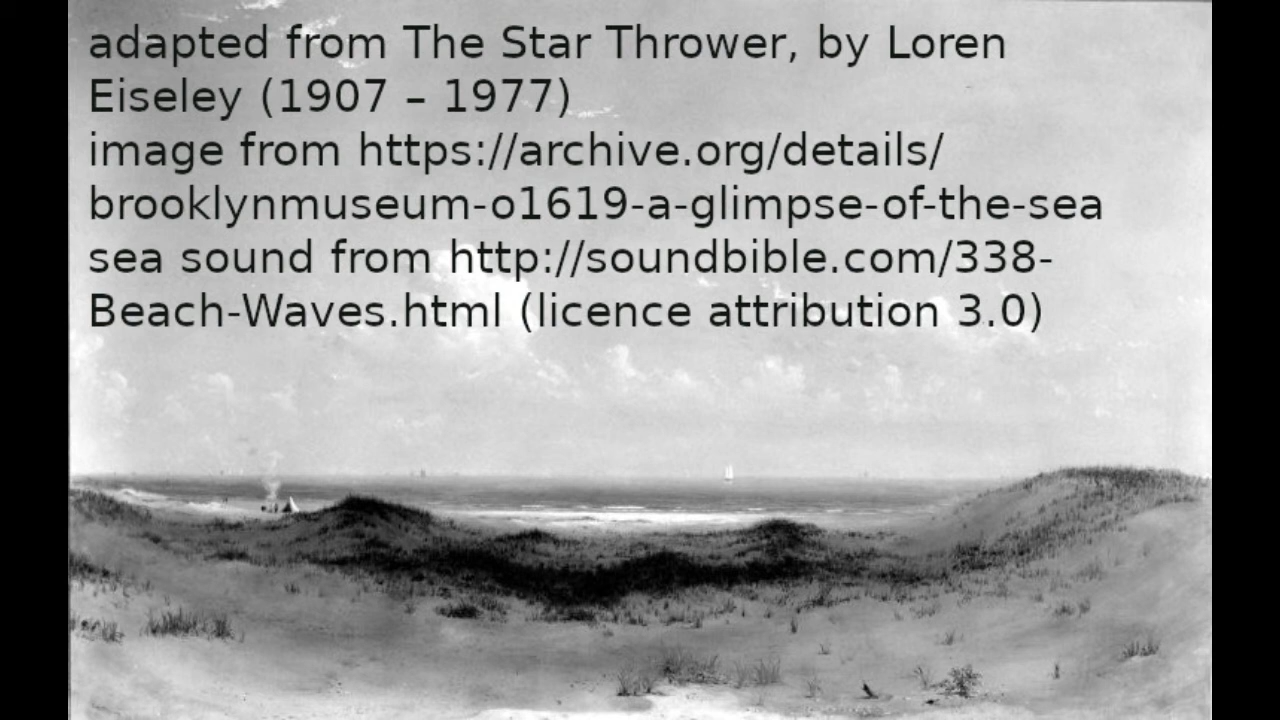 adapted from The Star Thrower, by Loren
Eiseley (1907 – 1977)
image from https://archive.org/details/
brooklynmuseum-o1619-a-glimpse-of-the-sea
sea sound from http://soundbible.com/338-
Beach-Waves.html (licence attribution 3.0)